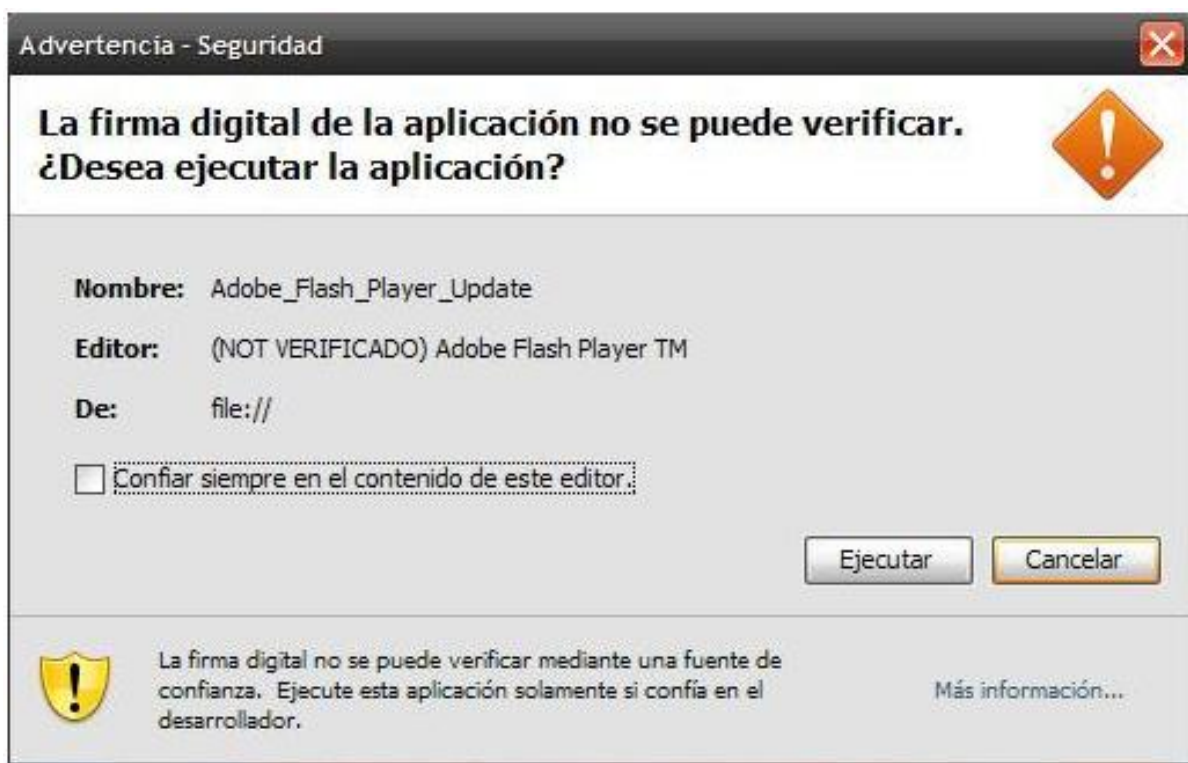 Advertencia - Seguridad
La firma digital de la aplicación no se puede verificar.
¿Desea ejecutar la aplicación?
Nombre: Adobe_Flash_Player_Update
Editor: (NOT VERIFICADO) Adobe Flash Player TM
De: file://
Confiar siempre en el contenido de este editor.
Ejecutar Cancelar
La firma digital no se puede verificar mediante una fuente de
confianza. Ejecute esta aplicación solamente si confía en el
desarrollador.
Más información...